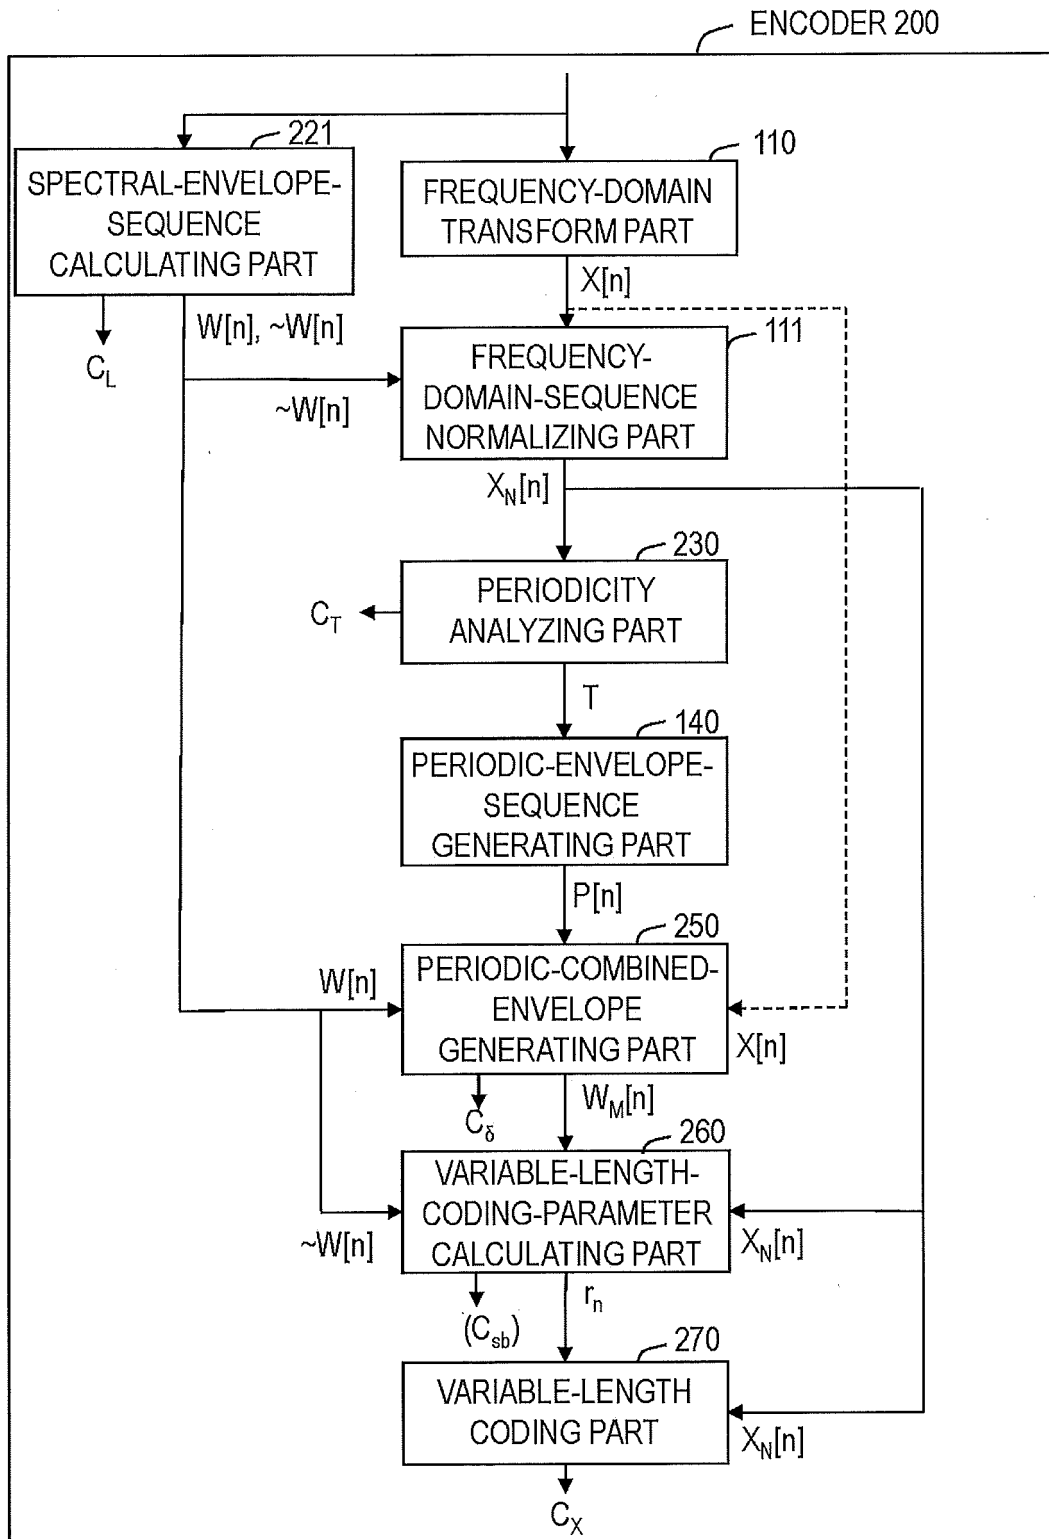 ENCODER 200
221
SPECTRAL-ENVELOPE-
SEQUENCE
CALCULATING PART
110
FREQUENCY-DOMAIN
TRANSFORM PART
X[n]
W[n], ~W[n]
C_L
~W[n]
111
FREQUENCY-
DOMAIN-SEQUENCE
NORMALIZING PART
X_N[n]
230
PERIODICITY
ANALYZING PART
C_T
T
140
PERIODIC-ENVELOPE-
SEQUENCE
GENERATING PART
P[n]
250
PERIODIC-COMBINED-
ENVELOPE
GENERATING PART
W[n]
X[n]
C_δ
W_M[n]
260
VARIABLE-LENGTH-
CODING-PARAMETER
CALCULATING PART
~W[n]
X_N[n]
(C_sb)
r_n
270
VARIABLE-LENGTH
CODING PART
X_N[n]
C_X